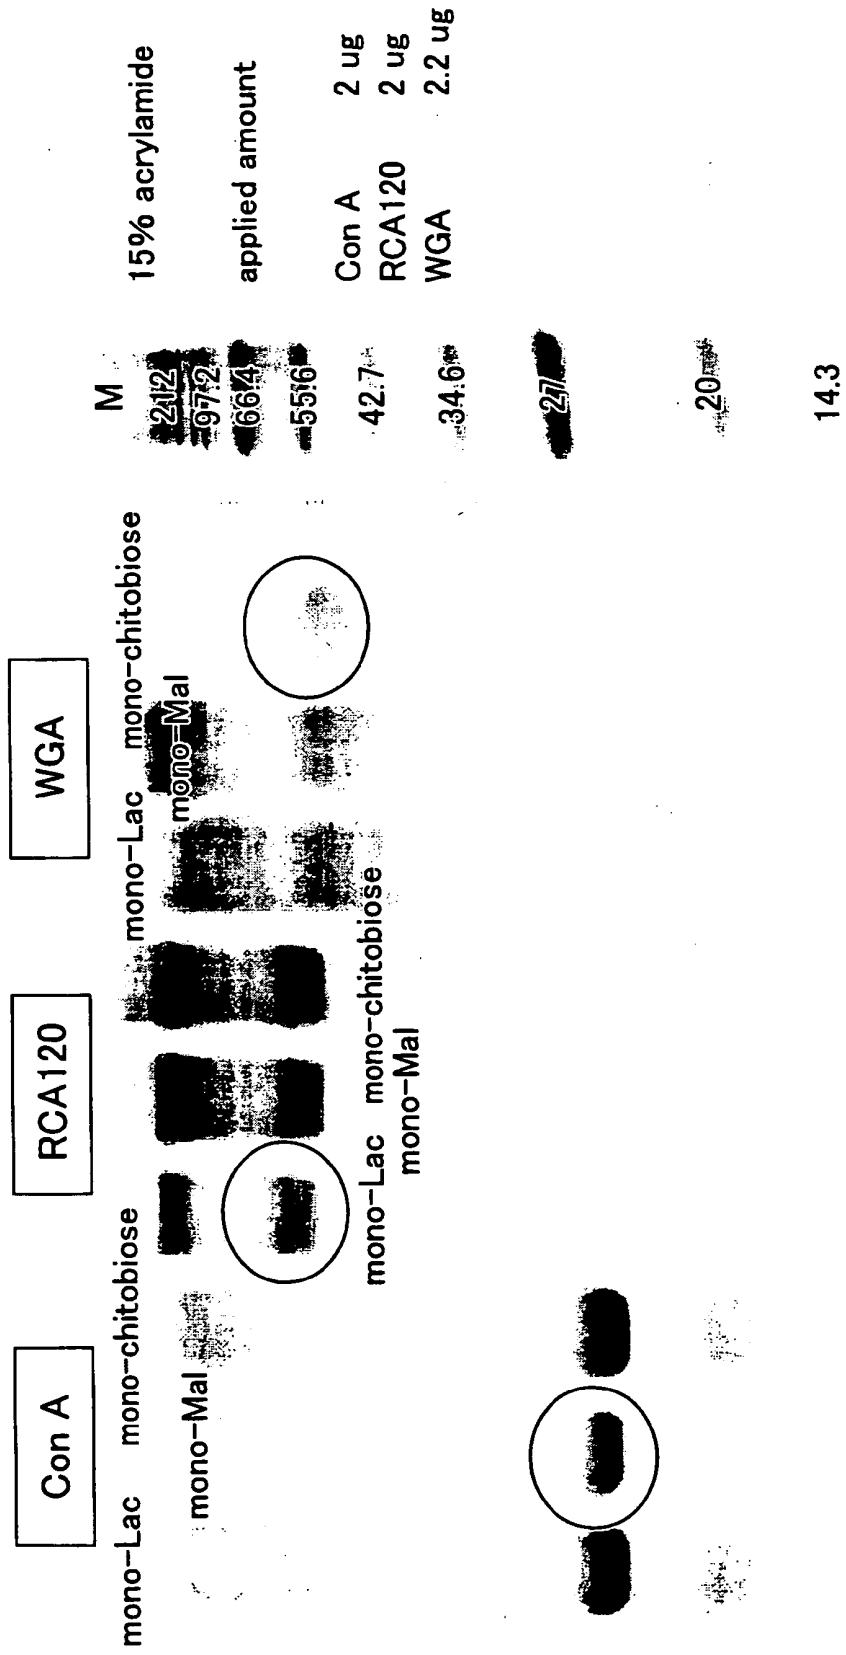 Con A
RCA120
WGA
mono-Lac
mono-chitobiose
mono-Mal
mono-Lac
mono-chitobiose
mono-Mal
mono-Lac
mono-chitobiose
mono-Mal
M
212
97.2
66.4
55.6
42.7
34.6
27
20
14.3
15% acrylamide
applied amount
Con A 2 ug
RCA120 2 ug
WGA 2.2 ug